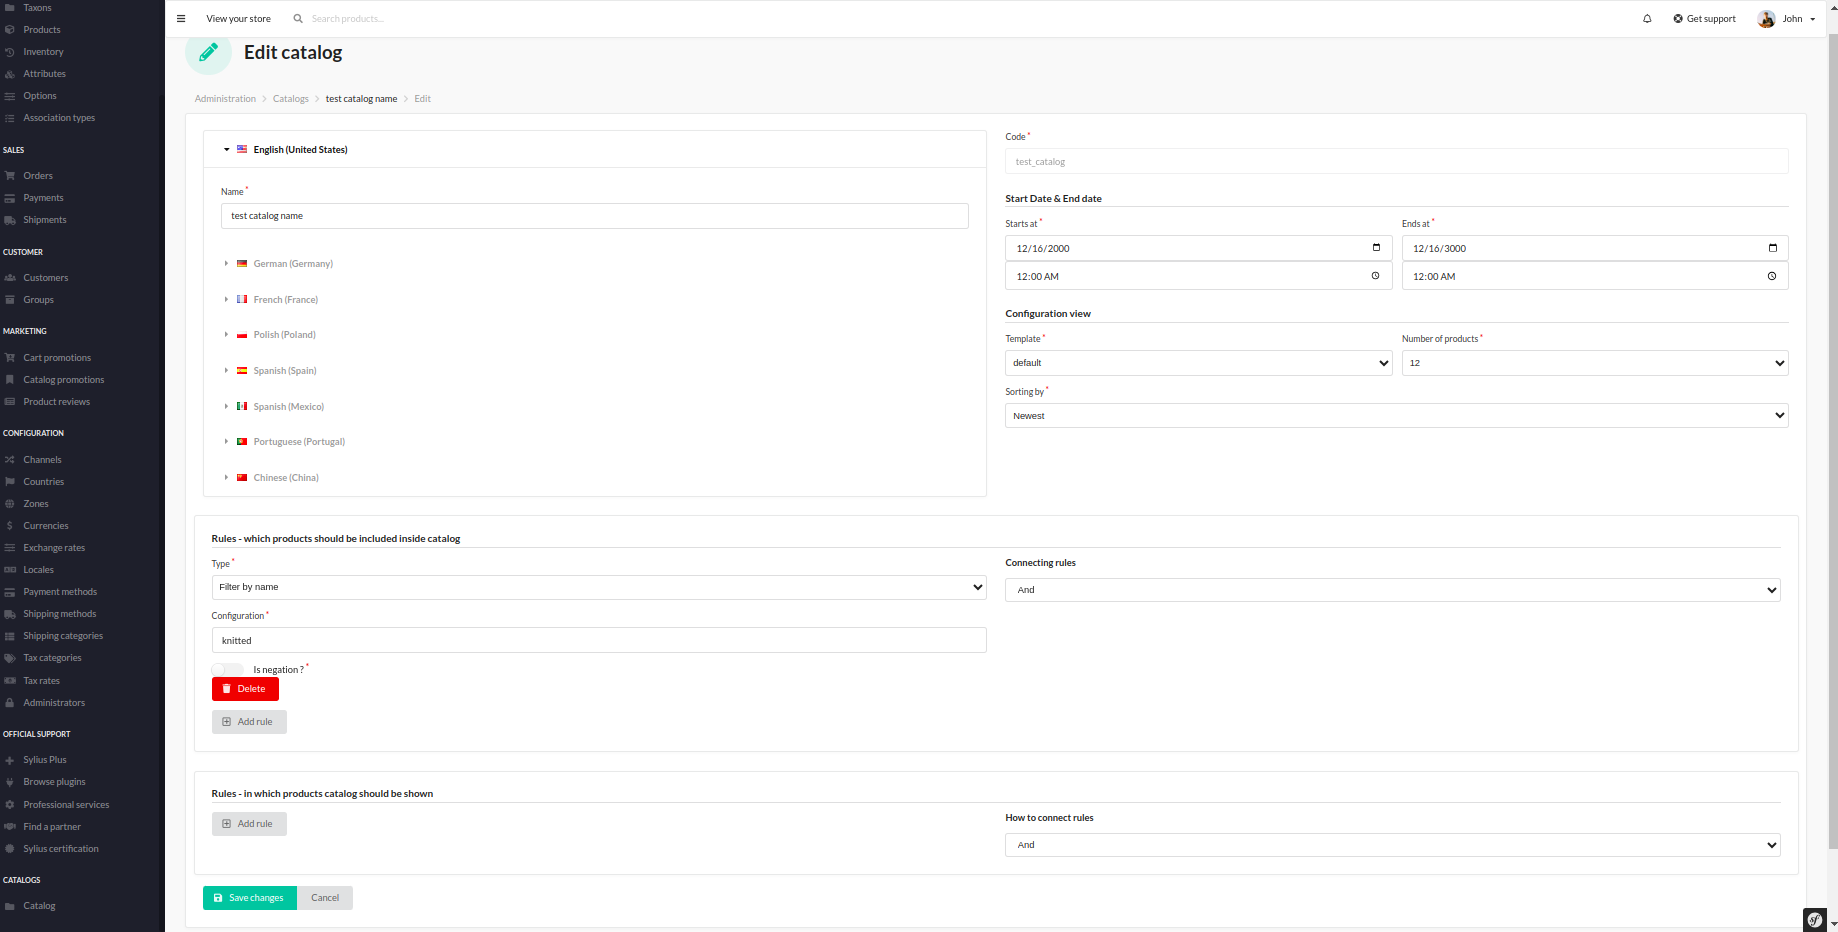 Taxons
Products
Inventory
Attributes
Options
Association types
SALES
Orders
Payments
Shipments
CUSTOMER
Customers
Groups
MARKETING
Cart promotions
Catalog promotions
Product reviews
CONFIGURATION
Channels
Countries
Zones
Currencies
Exchange rates
Locales
Payment methods
Shipping methods
Shipping categories
Tax categories
Tax rates
Administrators
OFFICIAL SUPPORT
Sylius Plus
Browse plugins
Professional services
Find a partner
Sylius certification
CATALOGS
Catalog
View your store
Search products...
Get support
John
Edit catalog
Administration > Catalogs > test catalog name > Edit
English (United States)
Name *
test catalog name
German (Germany)
French (France)
Polish (Poland)
Spanish (Spain)
Spanish (Mexico)
Portuguese (Portugal)
Chinese (China)
Code *
test_catalog
Start Date & End date
Starts at * Ends at *
12/16/2000 12/16/3000
12:00 AM 12:00 AM
Configuration view
Template * Number of products *
default 12
Sorting by *
Newest
Rules - which products should be included inside catalog
Type *
Filter by name
Configuration *
knitted
Is negation ? *
Delete
Add rule
Connecting rules
And
Rules - in which products catalog should be shown
Add rule
How to connect rules
And
Save changes Cancel
sf